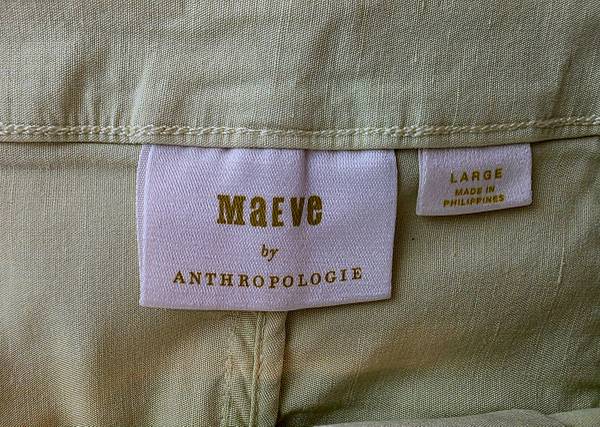 MaEve
by
ANTHROPOLOGIE
LARGE
MADE IN
PHILIPPINES